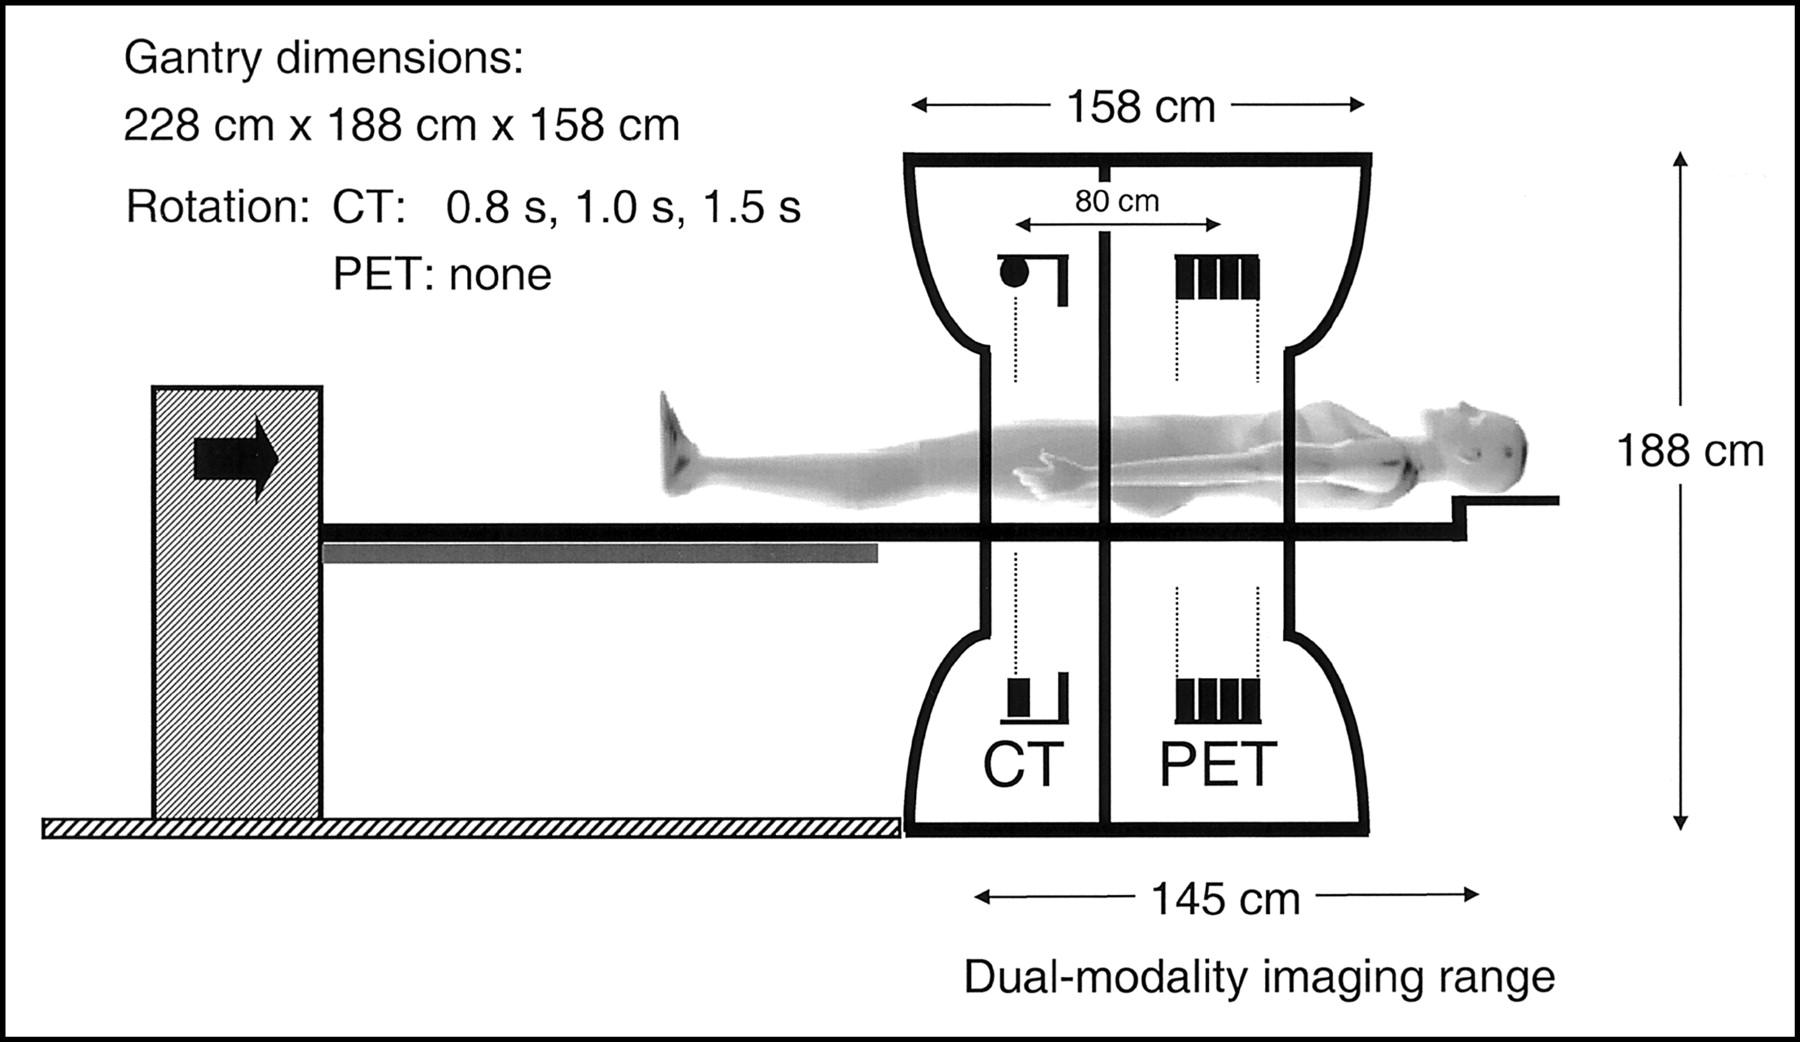 Gantry dimensions:
228 cm x 188 cm x 158 cm
Rotation: CT: 0.8 s, 1.0 s, 1.5 s
PET: none
158 cm
80 cm
188 cm
CT
PET
145 cm
Dual-modality imaging range